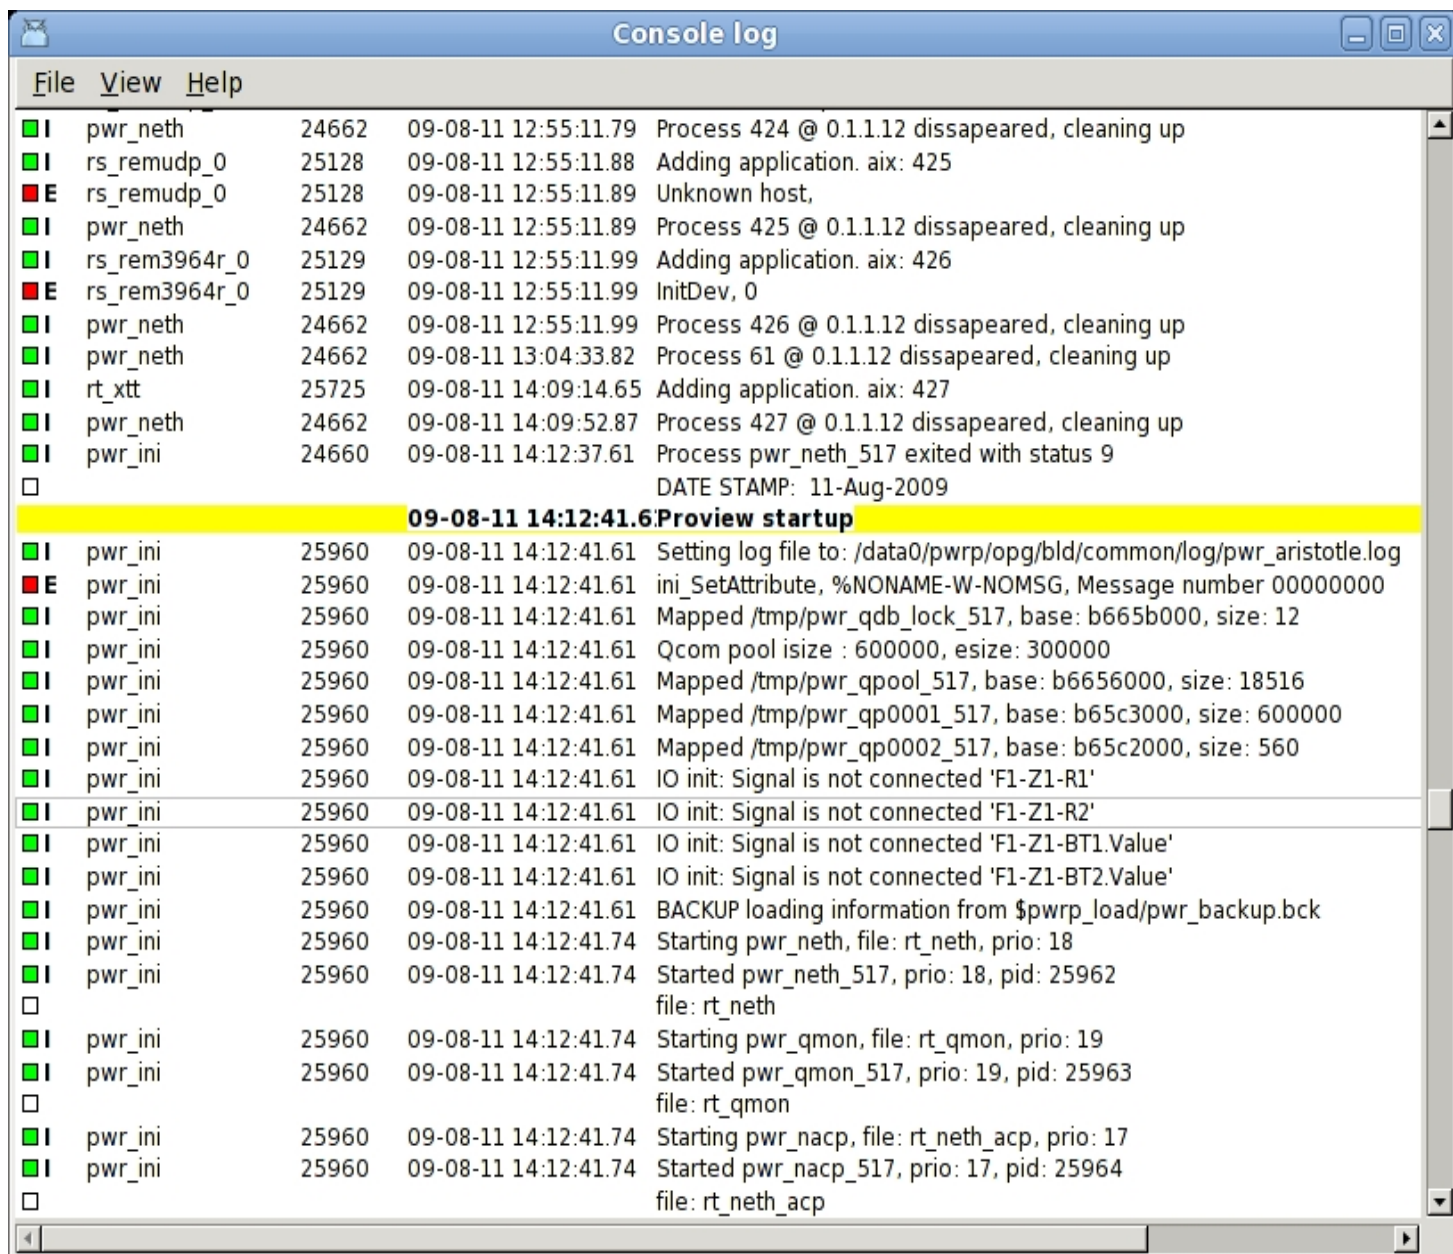 Console log
File View Help
I pwr_neth 24662 09-08-11 12:55:11.79 Process 424 @ 0.1.1.12 dissapeared, cleaning up
I rs_remudp_0 25128 09-08-11 12:55:11.88 Adding application. aix: 425
E rs_remudp_0 25128 09-08-11 12:55:11.89 Unknown host,
I pwr_neth 24662 09-08-11 12:55:11.89 Process 425 @ 0.1.1.12 dissapeared, cleaning up
I rs_rem3964r_0 25129 09-08-11 12:55:11.99 Adding application. aix: 426
E rs_rem3964r_0 25129 09-08-11 12:55:11.99 InitDev, 0
I pwr_neth 24662 09-08-11 12:55:11.99 Process 426 @ 0.1.1.12 dissapeared, cleaning up
I pwr_neth 24662 09-08-11 13:04:33.82 Process 61 @ 0.1.1.12 dissapeared, cleaning up
I rt_xtt 25725 09-08-11 14:09:14.65 Adding application. aix: 427
I pwr_neth 24662 09-08-11 14:09:52.87 Process 427 @ 0.1.1.12 dissapeared, cleaning up
I pwr_ini 24660 09-08-11 14:12:37.61 Process pwr_neth_517 exited with status 9
DATE STAMP: 11-Aug-2009
09-08-11 14:12:41.6 Proview startup
I pwr_ini 25960 09-08-11 14:12:41.61 Setting log file to: /data0/pwrp/opg/bld/common/log/pwr_aristotle.log
E pwr_ini 25960 09-08-11 14:12:41.61 ini_SetAttribute, %NONAME-W-NOMSG, Message number 00000000
I pwr_ini 25960 09-08-11 14:12:41.61 Mapped /tmp/pwr_qdb_lock_517, base: b665b000, size: 12
I pwr_ini 25960 09-08-11 14:12:41.61 Qcom pool isize : 600000, esize: 300000
I pwr_ini 25960 09-08-11 14:12:41.61 Mapped /tmp/pwr_qpool_517, base: b6656000, size: 18516
I pwr_ini 25960 09-08-11 14:12:41.61 Mapped /tmp/pwr_qp0001_517, base: b65c3000, size: 600000
I pwr_ini 25960 09-08-11 14:12:41.61 Mapped /tmp/pwr_qp0002_517, base: b65c2000, size: 560
I pwr_ini 25960 09-08-11 14:12:41.61 IO init: Signal is not connected 'F1-Z1-R1'
I pwr_ini 25960 09-08-11 14:12:41.61 IO init: Signal is not connected 'F1-Z1-R2'
I pwr_ini 25960 09-08-11 14:12:41.61 IO init: Signal is not connected 'F1-Z1-BT1.Value'
I pwr_ini 25960 09-08-11 14:12:41.61 IO init: Signal is not connected 'F1-Z1-BT2.Value'
I pwr_ini 25960 09-08-11 14:12:41.61 BACKUP loading information from $pwrp_load/pwr_backup.bck
I pwr_ini 25960 09-08-11 14:12:41.74 Starting pwr_neth, file: rt_neth, prio: 18
I pwr_ini 25960 09-08-11 14:12:41.74 Started pwr_neth_517, prio: 18, pid: 25962
file: rt_neth
I pwr_ini 25960 09-08-11 14:12:41.74 Starting pwr_qmon, file: rt_qmon, prio: 19
I pwr_ini 25960 09-08-11 14:12:41.74 Started pwr_qmon_517, prio: 19, pid: 25963
file: rt_qmon
I pwr_ini 25960 09-08-11 14:12:41.74 Starting pwr_nacp, file: rt_neth_acp, prio: 17
I pwr_ini 25960 09-08-11 14:12:41.74 Started pwr_nacp_517, prio: 17, pid: 25964
file: rt_neth_acp